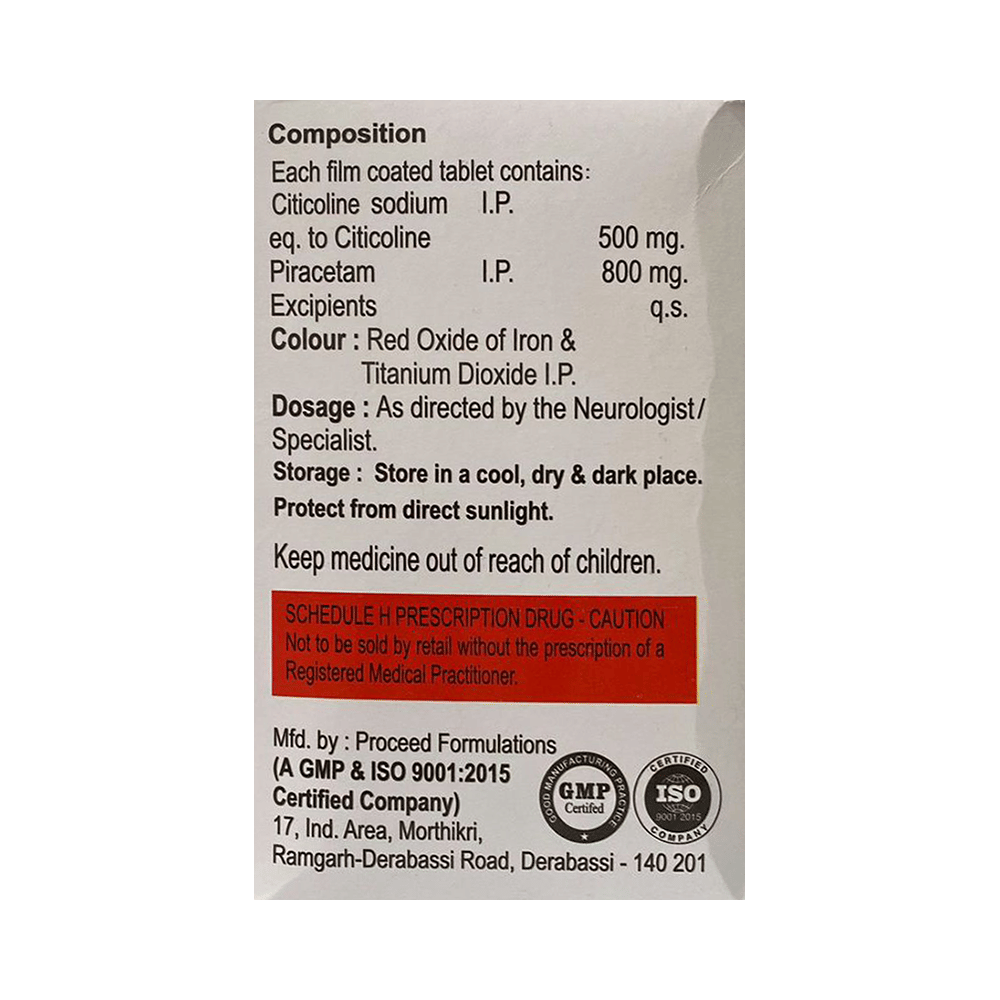 Composition
Each film coated tablet contains:
Citicoline sodium I.P.
eq. to Citicoline 500 mg.
Piracetam I.P. 800 mg.
Excipients q.s.
Colour : Red Oxide of Iron &
Titanium Dioxide I.P.
Dosage : As directed by the Neurologist/
Specialist.
Storage : Store in a cool, dry & dark place.
Protect from direct sunlight.
Keep medicine out of reach of children.
SCHEDULE H PRESCRIPTION DRUG - CAUTION
Not to be sold by retail without the prescription of a
Registered Medical Practitioner.
Mfd. by : Proceed Formulations
(A GMP & ISO 9001:2015
Certified Company)
17, Ind. Area, Morthikri,
Ramgarh-Derabassi Road, Derabassi - 140 201
GOOD MANUFACTURING PRACTICE
GMP
Certifed
CERTIFIED
ISO
9001 2015
COMPANY